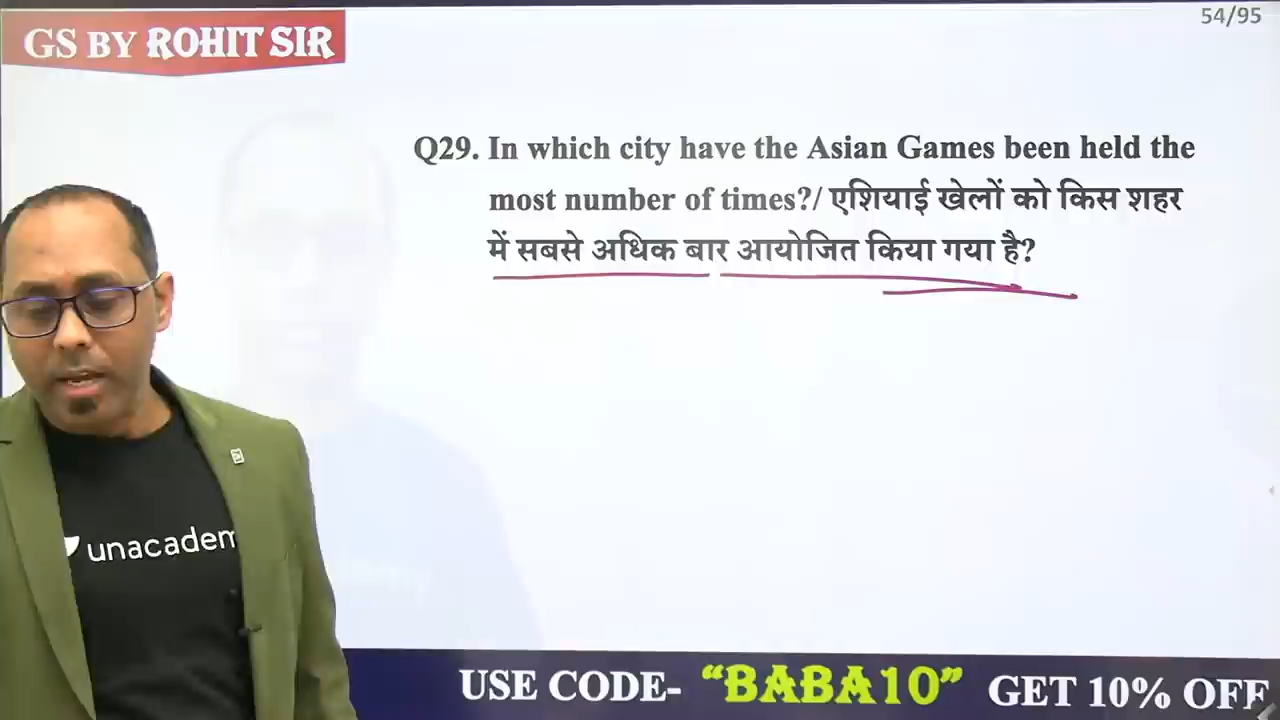 54/95
GS BY ROHIT SIR
Q29. In which city have the Asian Games been held the
most number of times?/ एशियाई खेलों को किस शहर
में सबसे अधिक बार आयोजित किया गया है?
unacadem
USE CODE- “BABA10” GET 10% OFF